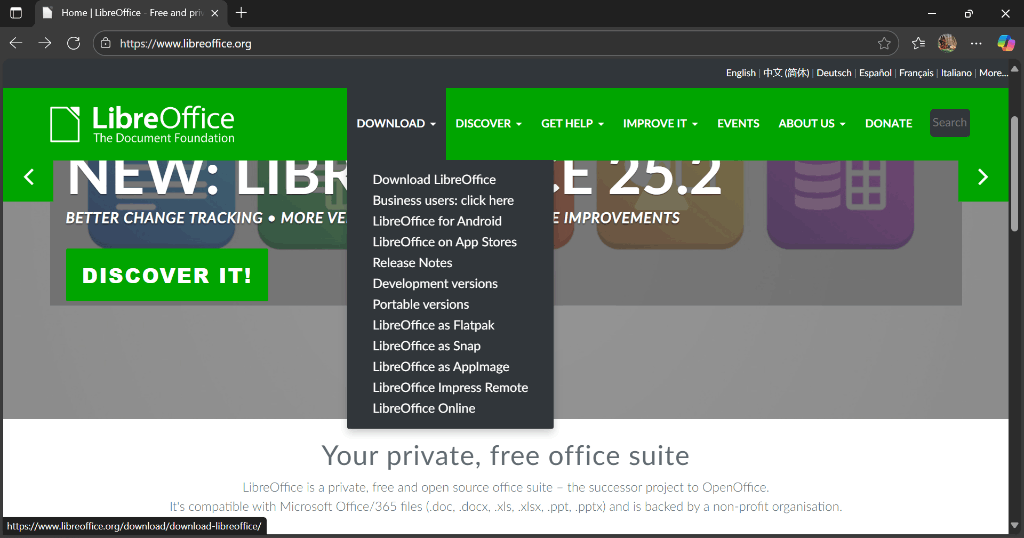 Home | LibreOffice - Free and priv
https://www.libreoffice.org
English | 中文 (简体) | Deutsch | Español | Français | Italiano | More...
LibreOffice
The Document Foundation
DOWNLOAD
DISCOVER
GET HELP
IMPROVE IT
EVENTS
ABOUT US
DONATE
Search
NEW: LIBR CE 25.2
BETTER CHANGE TRACKING • MORE VE E IMPROVEMENTS
DISCOVER IT!
Download LibreOffice
Business users: click here
LibreOffice for Android
LibreOffice on App Stores
Release Notes
Development versions
Portable versions
LibreOffice as Flatpak
LibreOffice as Snap
LibreOffice as AppImage
LibreOffice Impress Remote
LibreOffice Online
Your private, free office suite
LibreOffice is a private, free and open source office suite – the successor project to OpenOffice.
It's compatible with Microsoft Office/365 files (.doc, .docx, .xls, .xlsx, .ppt, .pptx) and is backed by a non-profit organisation.
https://www.libreoffice.org/download/download-libreoffice/